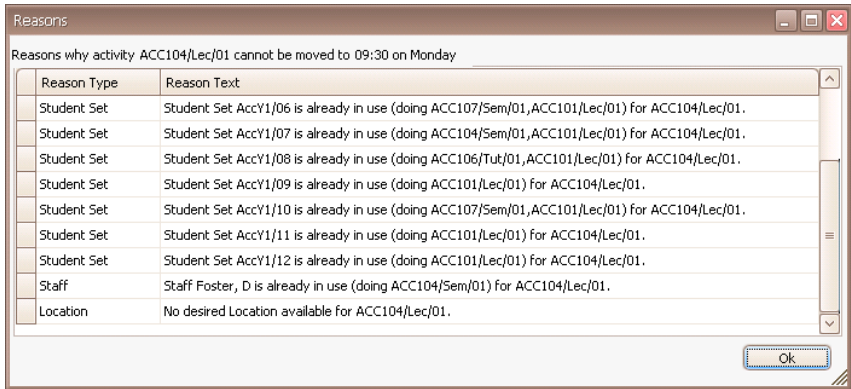 Reasons
Reasons why activity ACC104/Lec/01 cannot be moved to 09:30 on Monday
Reason Type Reason Text
Student Set Student Set AccY1/06 is already in use (doing ACC107/Sem/01,ACC101/Lec/01) for ACC104/Lec/01.
Student Set Student Set AccY1/07 is already in use (doing ACC104/Sem/01,ACC101/Lec/01) for ACC104/Lec/01.
Student Set Student Set AccY1/08 is already in use (doing ACC106/Tut/01,ACC101/Lec/01) for ACC104/Lec/01.
Student Set Student Set AccY1/09 is already in use (doing ACC101/Lec/01) for ACC104/Lec/01.
Student Set Student Set AccY1/10 is already in use (doing ACC107/Sem/01,ACC101/Lec/01) for ACC104/Lec/01.
Student Set Student Set AccY1/11 is already in use (doing ACC101/Lec/01) for ACC104/Lec/01.
Student Set Student Set AccY1/12 is already in use (doing ACC101/Lec/01) for ACC104/Lec/01.
Staff Staff Foster, D is already in use (doing ACC104/Sem/01) for ACC104/Lec/01.
Location No desired Location available for ACC104/Lec/01.
Ok